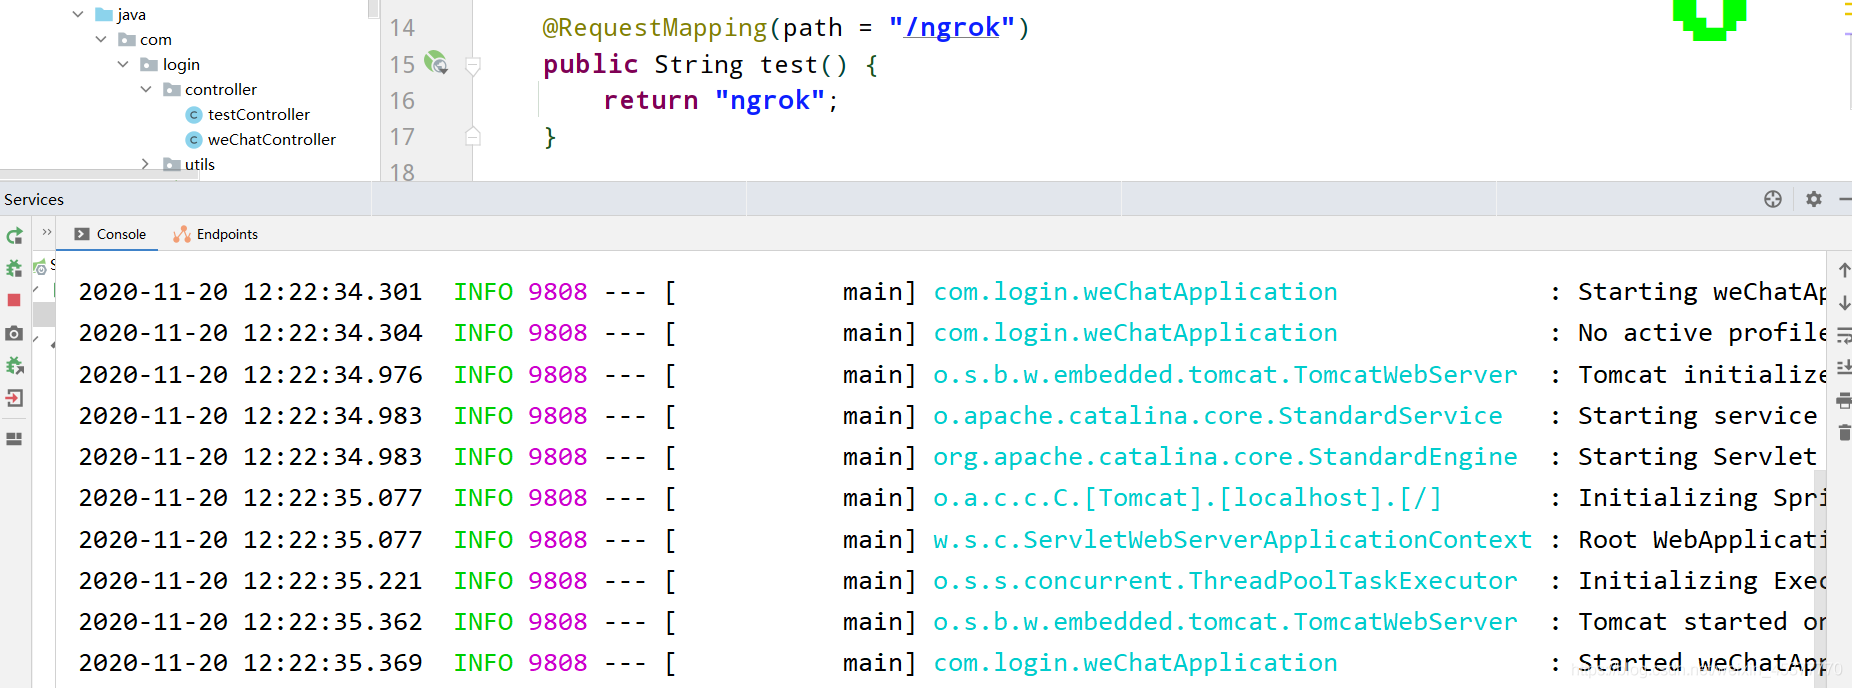 java
com
login
controller
testController
weChatController
utils
14 @RequestMapping(path = "/ngrok")
15 public String test() {
16 return "ngrok";
17 }
18
Services
Console Endpoints
2020-11-20 12:22:34.301 INFO 9808 --- [ main] com.login.weChatApplication : Starting weChatAp
2020-11-20 12:22:34.304 INFO 9808 --- [ main] com.login.weChatApplication : No active profile
2020-11-20 12:22:34.976 INFO 9808 --- [ main] o.s.b.w.embedded.tomcat.TomcatWebServer : Tomcat initialize
2020-11-20 12:22:34.983 INFO 9808 --- [ main] o.apache.catalina.core.StandardService : Starting service
2020-11-20 12:22:34.983 INFO 9808 --- [ main] org.apache.catalina.core.StandardEngine : Starting Servlet
2020-11-20 12:22:35.077 INFO 9808 --- [ main] o.a.c.c.C.[Tomcat].[localhost].[/] : Initializing Spri
2020-11-20 12:22:35.077 INFO 9808 --- [ main] w.s.c.ServletWebServerApplicationContext : Root WebApplicati
2020-11-20 12:22:35.221 INFO 9808 --- [ main] o.s.s.concurrent.ThreadPoolTaskExecutor : Initializing Exec
2020-11-20 12:22:35.362 INFO 9808 --- [ main] o.s.b.w.embedded.tomcat.TomcatWebServer : Tomcat started on
2020-11-20 12:22:35.369 INFO 9808 --- [ main] com.login.weChatApplication : Started weChatApp